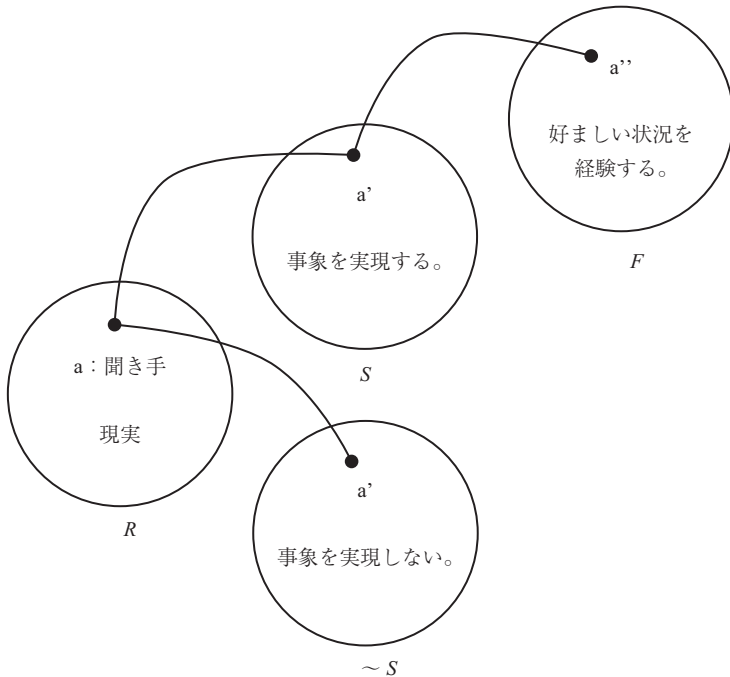 a’’
好ましい状況を
経験する。
F
a’
事象を実現する。
S
a：聞き手
現実
R
a’
事象を実現しない。
～ S